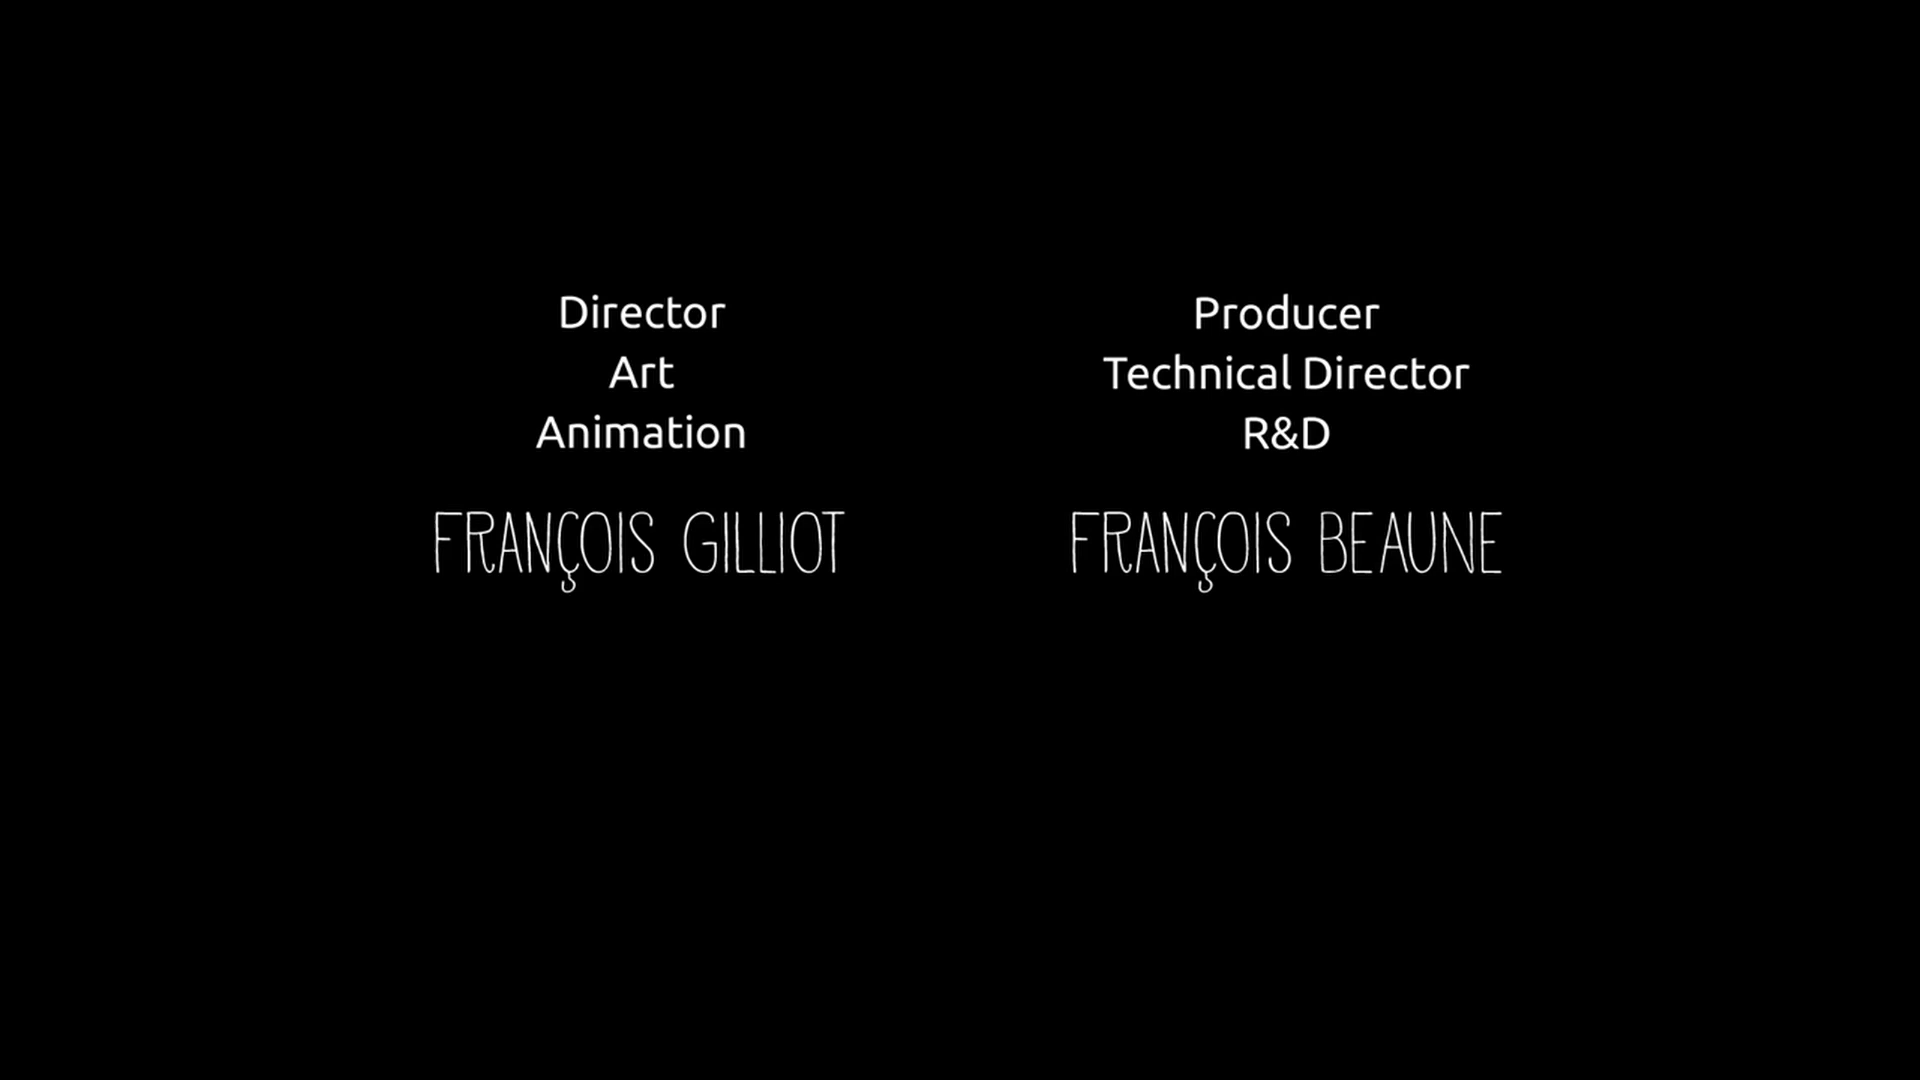 Director
Art
Animation
FRANÇOIS GILLIOT
Producer
Technical Director
R&D
FRANÇOIS BEAUNE